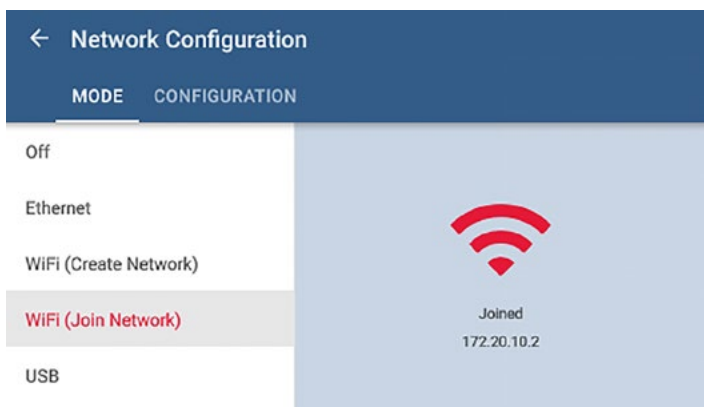 Network Configuration
MODE CONFIGURATION
Off
Ethernet
WiFi (Create Network)
WiFi (Join Network)
USB
Joined
172.20.10.2